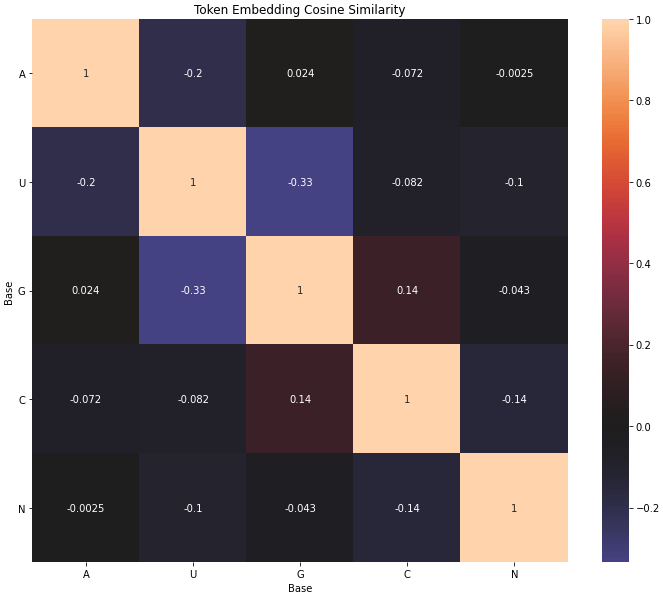 Token Embedding Cosine Similarity
A 1 -0.2 0.024 -0.072 -0.0025
U -0.2 1 -0.33 -0.082 -0.1
G 0.024 -0.33 1 0.14 -0.043
C -0.072 -0.082 0.14 1 -0.14
N -0.0025 -0.1 -0.043 -0.14 1
A U G C N
Base
Base
1.0
0.8
0.6
0.4
0.2
0.0
−0.2